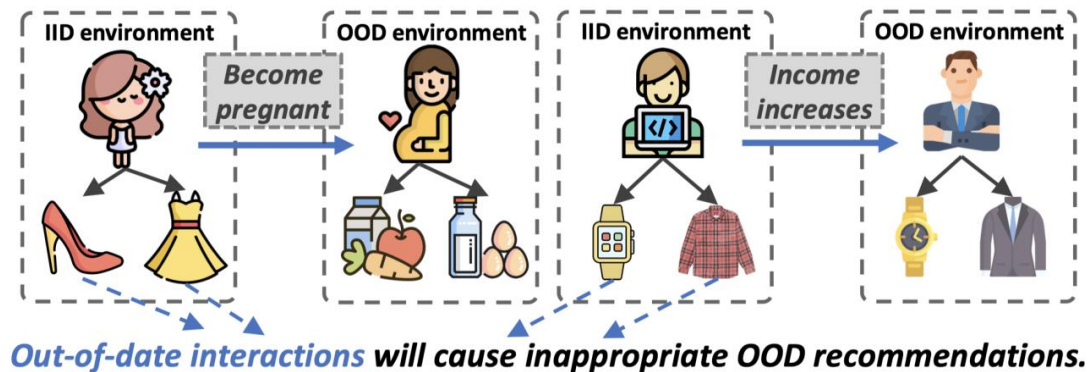 IID environment
OOD environment
IID environment
OOD environment
Become
pregnant
</>
Income
increases
Out-of-date interactions will cause inappropriate OOD recommendations.